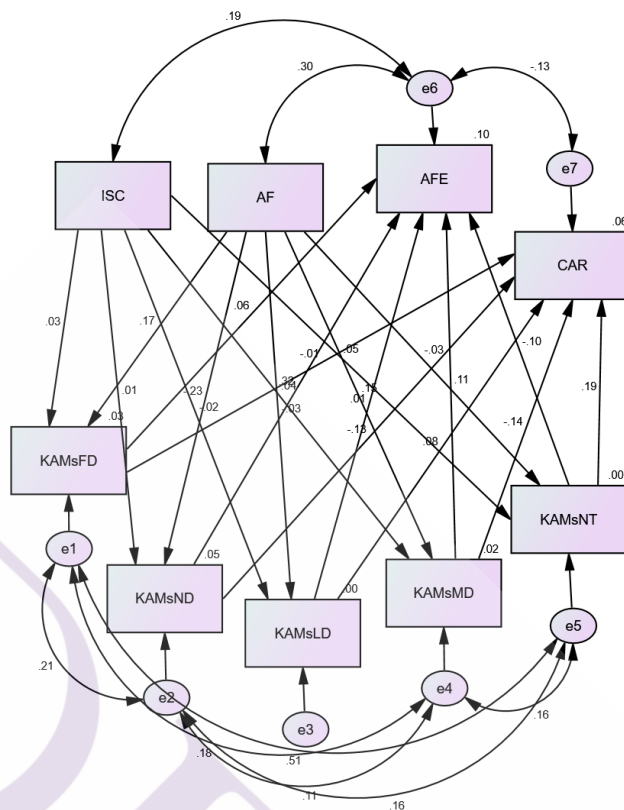 .19
.30
-.13
e6
.10
e7
ISC
AF
AFE
.06
CAR
.03
.17
.06
-.01
.05
-.03
-.10
.01
.03
-.23
-.02
.15
.11
.19
.01
-.03
-.13
-.14
.08
KAMsFD
.00
KAMsNT
.05
.02
e1
KAMsND
.00
KAMsMD
KAMsLD
e5
.21
e2
e4
e3
.16
.18
.51
.11
.16